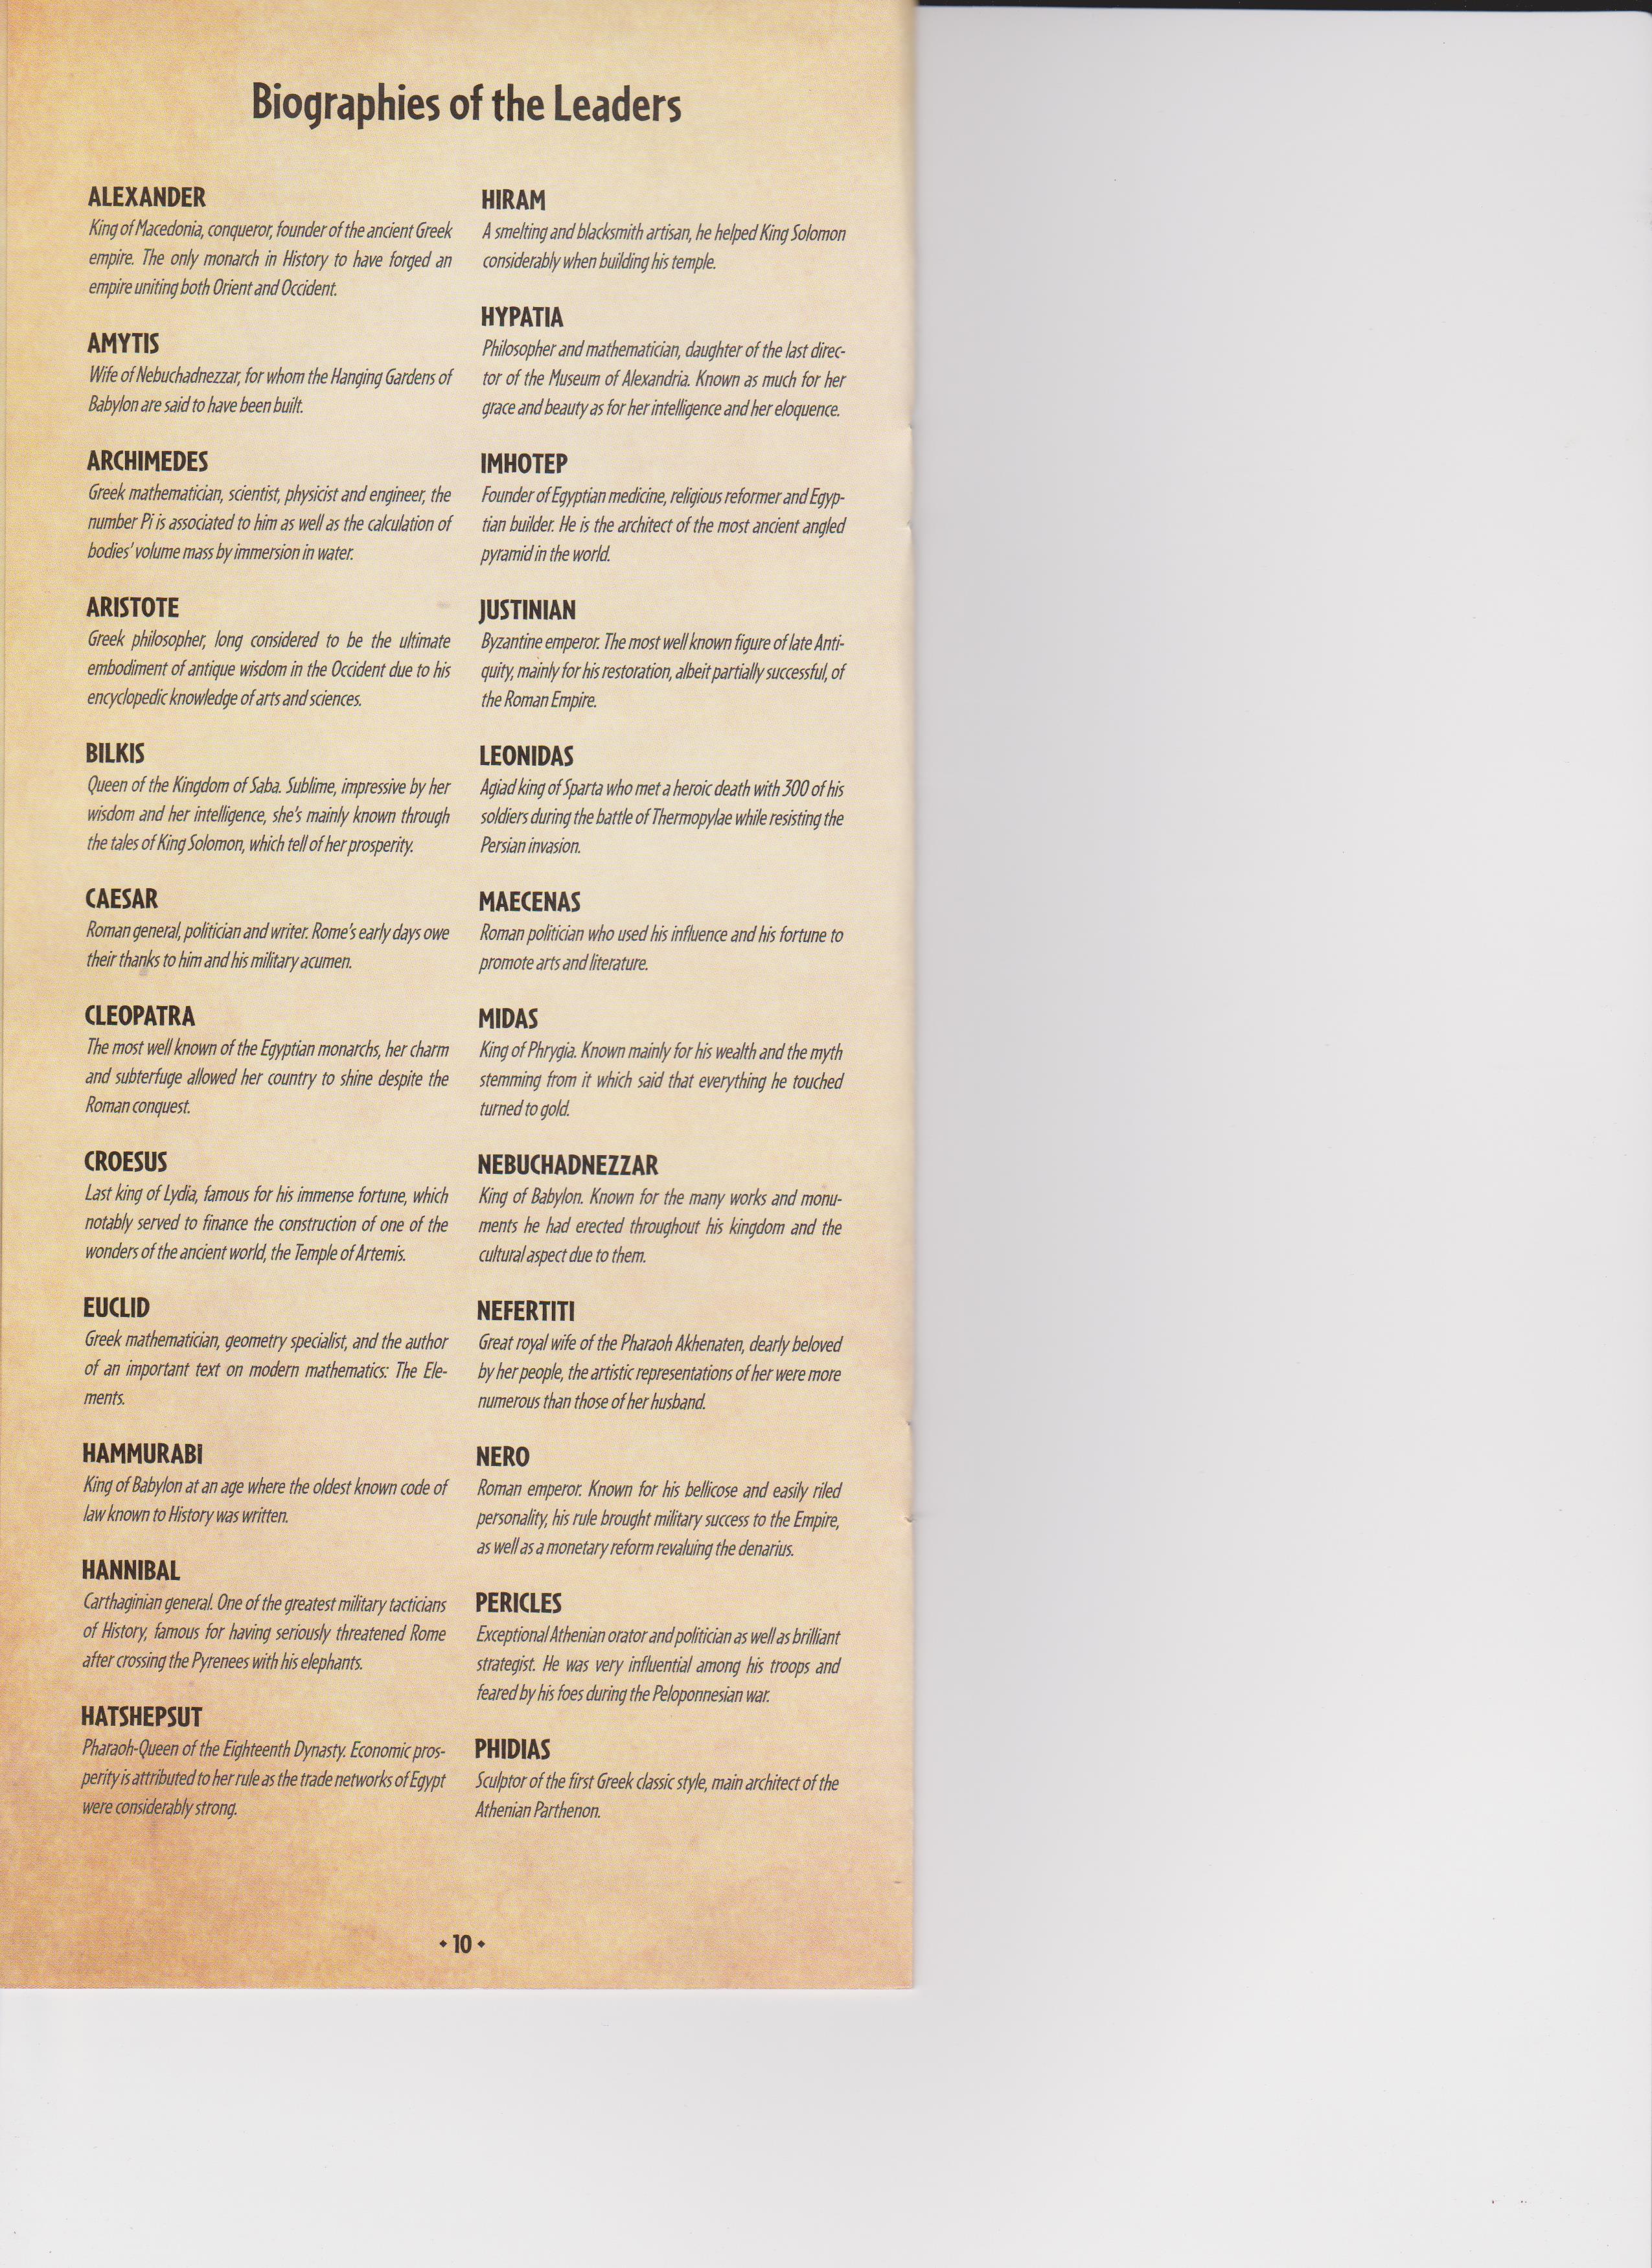 Biographies of the Leaders
ALEXANDER
King of Macedonia, conqueror, founder of the ancient Greek
empire. The only monarch in History to have forged an
empire uniting both Orient and Occident.
AMYTIS
Wife of Nebuchadnezzar, for whom the Hanging Gardens of
Babylon are said to have been built.
ARCHIMEDES
Greek mathematician, scientist, physicist and engineer, the
number Pi is associated to him as well as the calculation of
bodies' volume mass by immersion in water.
ARISTOTE
Greek philosopher, long considered to be the ultimate
embodiment of antique wisdom in the Occident due to his
encyclopedic knowledge of arts and sciences.
BILKIS
Queen of the Kingdom of Saba. Sublime, impressive by her
wisdom and her intelligence, she's mainly known through
the tales of King Solomon, which tell of her prosperity.
CAESAR
Roman general, politician and writer. Rome's early days owe
their thanks to him and his military acumen.
CLEOPATRA
The most well known of the Egyptian monarchs, her charm
and subterfuge allowed her country to shine despite the
Roman conquest.
CROESUS
Last king of Lydia, famous for his immense fortune, which
notably served to finance the construction of one of the
wonders of the ancient world, the Temple of Artemis.
EUCLID
Greek mathematician, geometry specialist, and the author
of an important text on modern mathematics: The Ele-
ments.
HAMMURABI
King of Babylon at an age where the oldest known code of
law known to History was written.
HANNIBAL
Carthaginian general. One of the greatest military tacticians
of History, famous for having seriously threatened Rome
after crossing the Pyrenees with his elephants.
HATSHEPSUT
Pharaoh-Queen of the Eighteenth Dynasty. Economic pros-
perity is attributed to her rule as the trade networks of Egypt
were considerably strong.
HIRAM
A smelting and blacksmith artisan, he helped King Solomon
considerably when building his temple.
HYPATIA
Philosopher and mathematician, daughter of the last direc-
tor of the Museum of Alexandria. Known as much for her
grace and beauty as for her intelligence and her eloquence.
IMHOTEP
Founder of Egyptian medicine, religious reformer and Egyp-
tian builder. He is the architect of the most ancient angled
pyramid in the world.
JUSTINIAN
Byzantine emperor. The most well known figure of late Anti-
quity, mainly for his restoration, albeit partially successful, of
the Roman Empire.
LEONIDAS
Agiad king of Sparta who met a heroic death with 300 of his
soldiers during the battle of Thermopylae while resisting the
Persian invasion.
MAECENAS
Roman politician who used his influence and his fortune to
promote arts and literature.
MIDAS
King of Phrygia. Known mainly for his wealth and the myth
stemming from it which said that everything he touched
turned to gold.
NEBUCHADNEZZAR
King of Babylon. Known for the many works and monu-
ments he had erected throughout his kingdom and the
cultural aspect due to them.
NEFERTITI
Great royal wife of the Pharaoh Akhenaten, dearly beloved
by her people, the artistic representations of her were more
numerous than those of her husband.
NERO
Roman emperor. Known for his bellicose and easily riled
personality, his rule brought military success to the Empire,
as well as a monetary reform revaluing the denarius.
PERICLES
Exceptional Athenian orator and politician as well as brilliant
strategist. He was very influential among his troops and
feared by his foes during the Peloponnesian war.
PHIDIAS
Sculptor of the first Greek classic style, main architect of the
Athenian Parthenon.
• 10 •